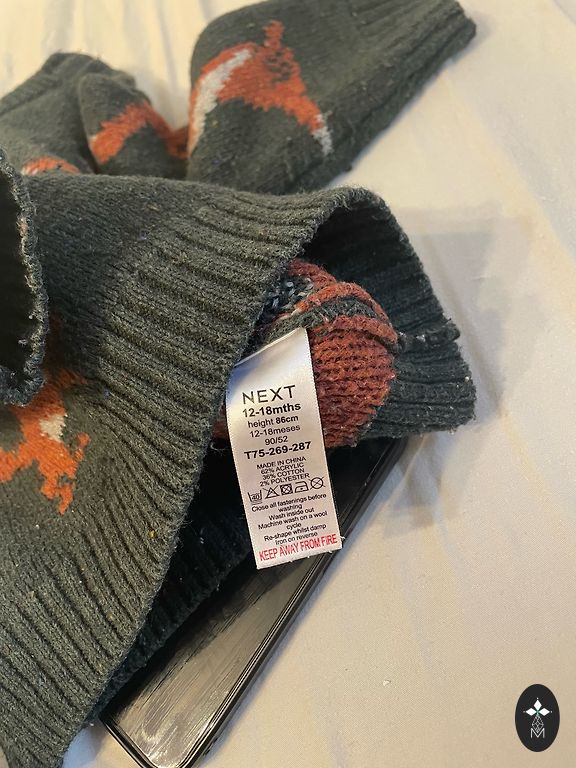 NEXT
12-18mths
height 86cm
12-18meses
90/52
T75-269-287
MADE IN CHINA
62% ACRYLIC
36% COTTON
2% POLYESTER
40
Close all fastenings before
washing
Wash inside out
Machine wash on a wool
cycle
Re-shape whilst damp
Iron on reverse
KEEP AWAY FROM FIRE
M